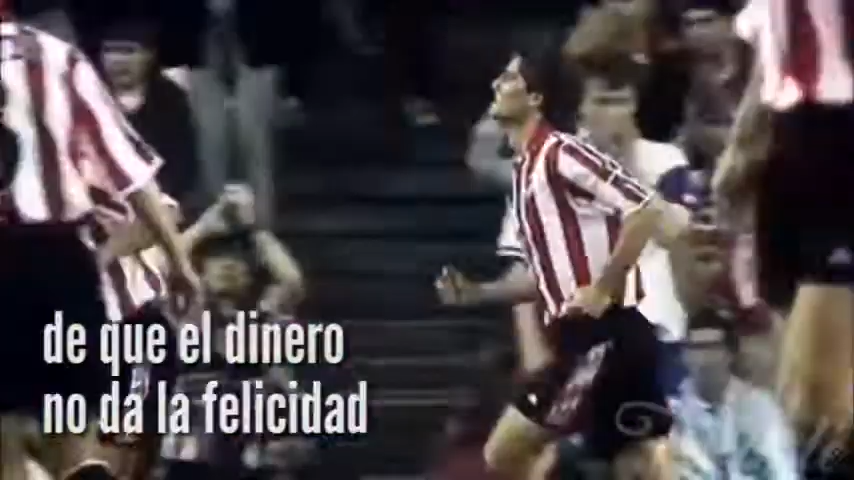 de que el dinero
no da la felicidad